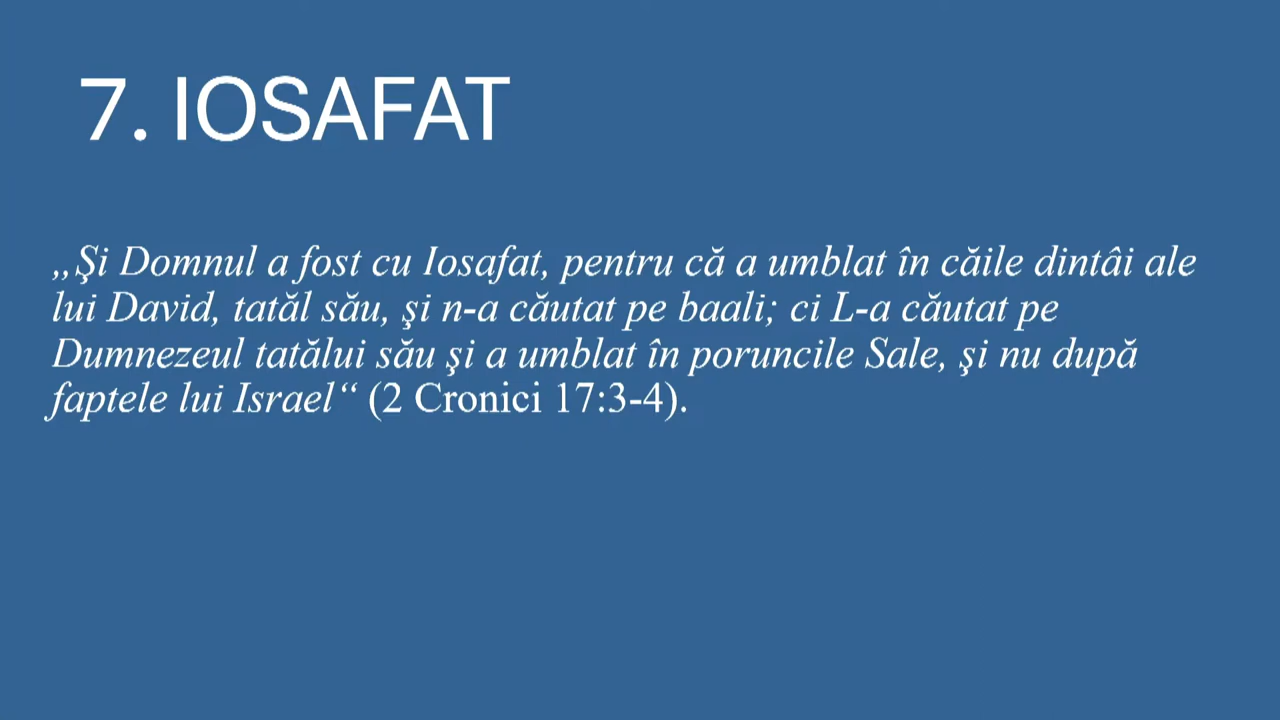 7. IOSAFAT
„Şi Domnul a fost cu Iosafat, pentru că a umblat în căile dintâi ale
lui David, tatăl său, şi n-a căutat pe baali; ci L-a căutat pe
Dumnezeul tatălui său şi a umblat în poruncile Sale, şi nu după
faptele lui Israel“ (2 Cronici 17:3-4).